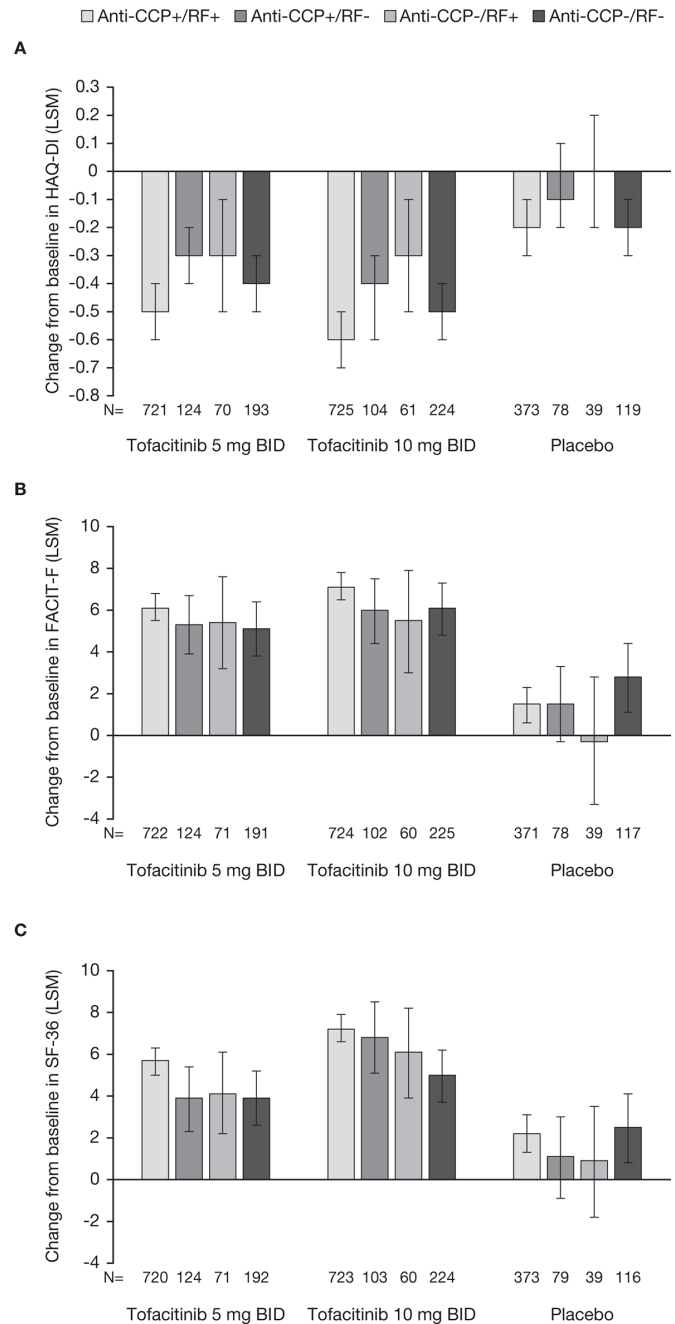 Anti-CCP+/RF+ Anti-CCP+/RF- Anti-CCP-/RF+ Anti-CCP-/RF-
A
Change from baseline in HAQ-DI (LSM)
0.3
0.2
0.1
0
-0.1
-0.2
-0.3
-0.4
-0.5
-0.6
-0.7
-0.8
N= 721 124 70 193 725 104 61 224 373 78 39 119
Tofacitinib 5 mg BID Tofacitinib 10 mg BID Placebo
B
Change from baseline in FACIT-F (LSM)
10
8
6
4
2
0
-2
-4
N= 722 124 71 191 724 102 60 225 371 78 39 117
Tofacitinib 5 mg BID Tofacitinib 10 mg BID Placebo
C
Change from baseline in SF-36 (LSM)
10
8
6
4
2
0
-2
-4
N= 720 124 71 192 723 103 60 224 373 79 39 116
Tofacitinib 5 mg BID Tofacitinib 10 mg BID Placebo